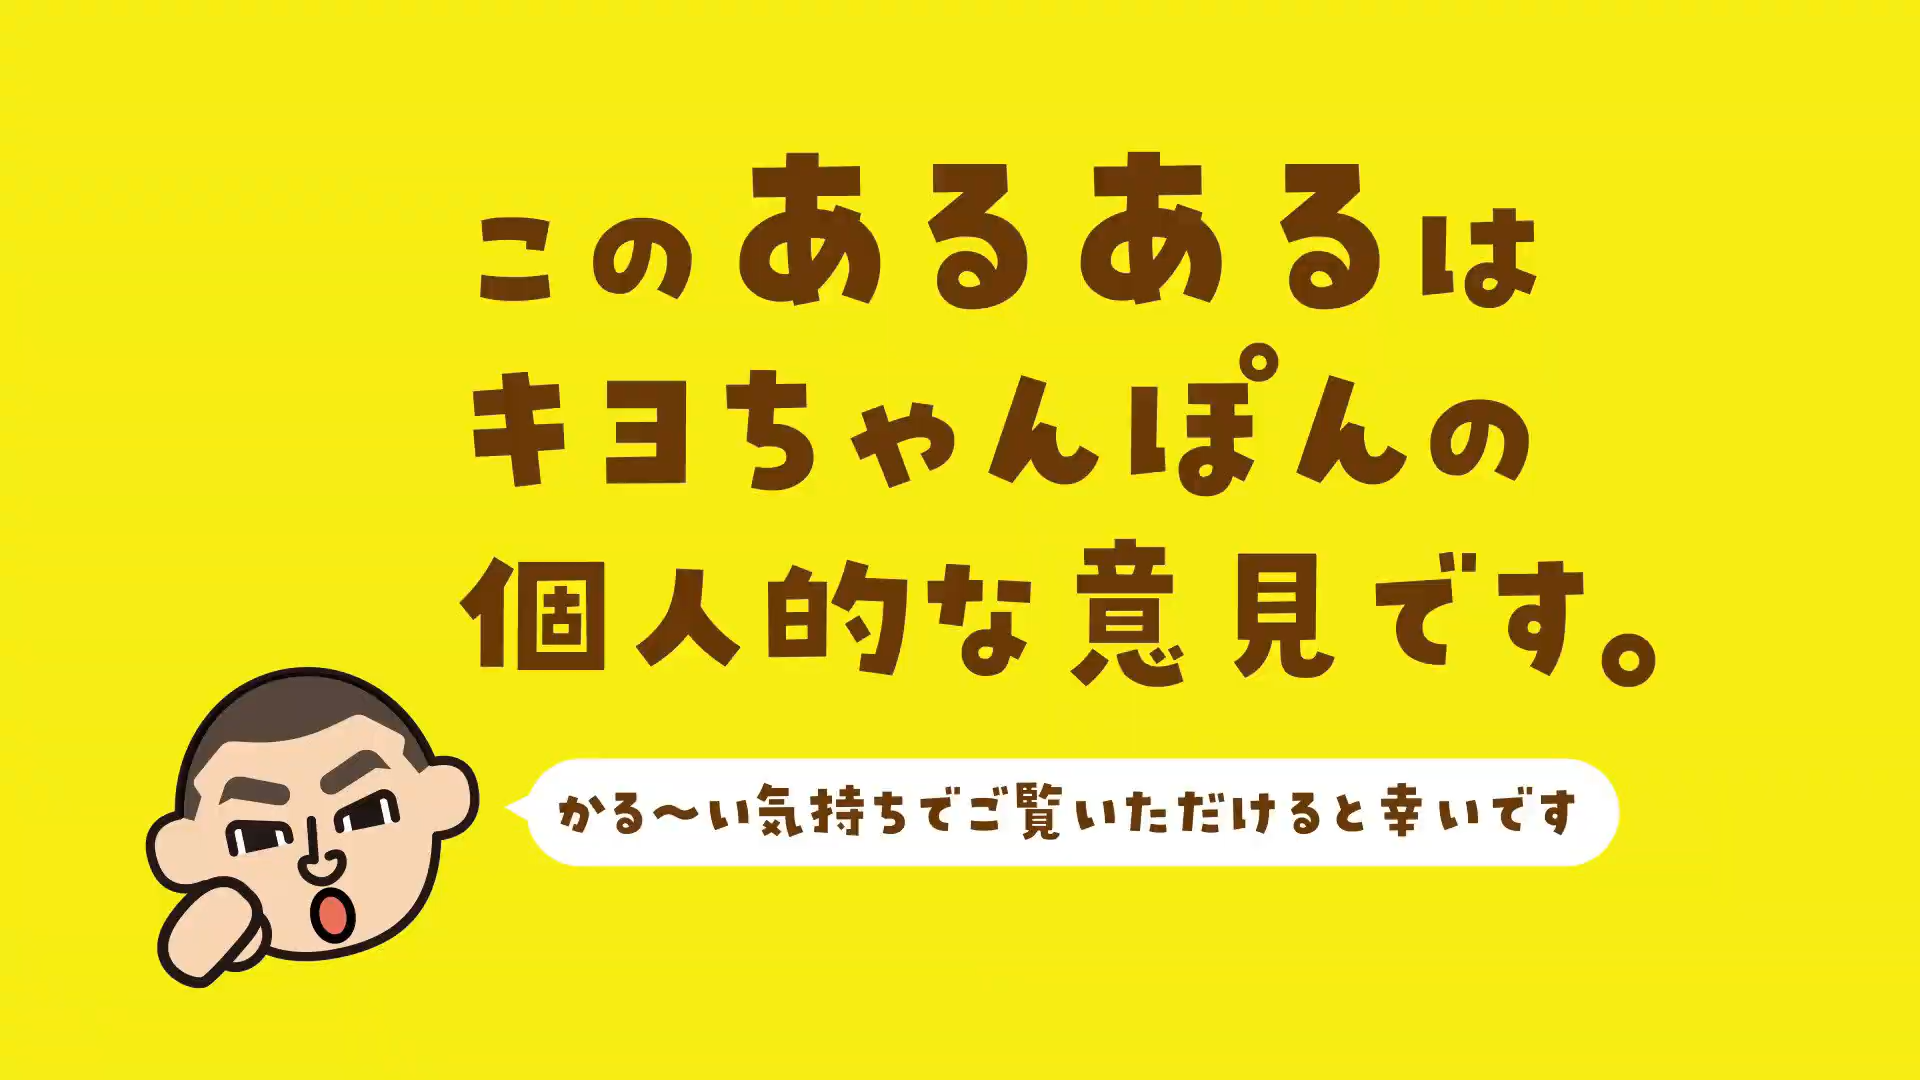 このあるあるは
キヨちゃんぽんの
個人的な意見です。
かる〜い気持ちでご覧いただけると幸いです